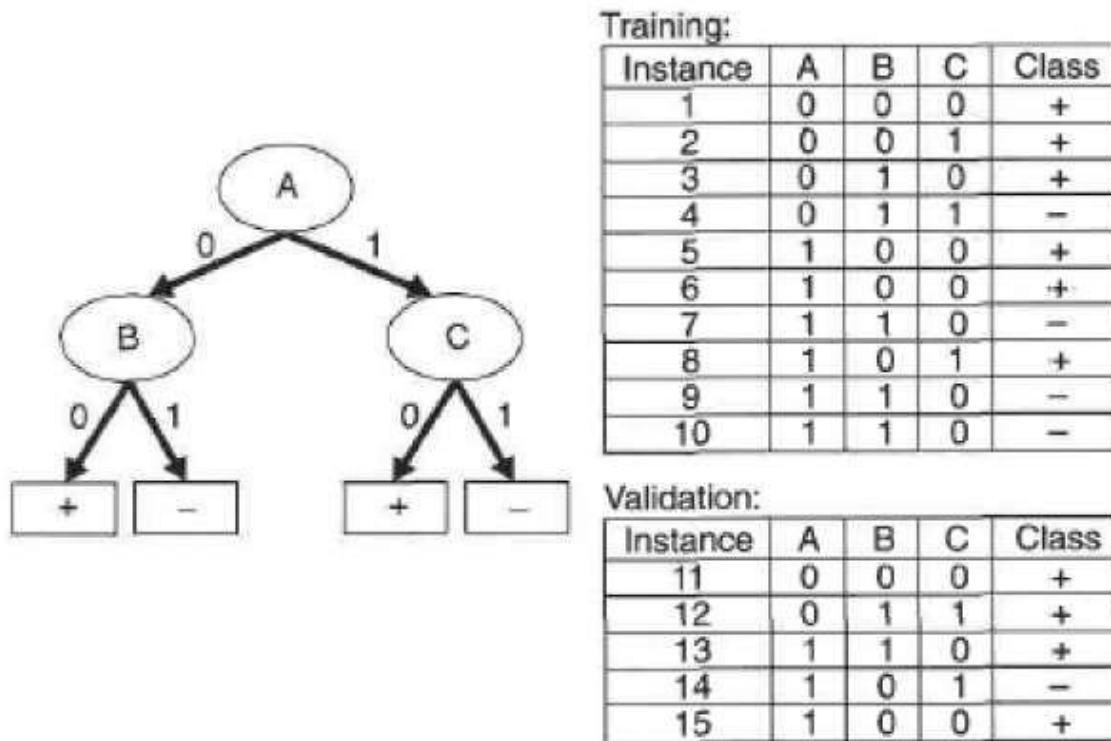 A
0 1
B C
0 1 0 1
+ − + −
Training:
Instance A B C Class
1 0 0 0 +
2 0 0 1 +
3 0 1 0 +
4 0 1 1 −
5 1 0 0 +
6 1 0 0 +
7 1 1 0 −
8 1 0 1 +
9 1 1 0 −
10 1 1 0 −
Validation:
Instance A B C Class
11 0 0 0 +
12 0 1 1 +
13 1 1 0 +
14 1 0 1 −
15 1 0 0 +